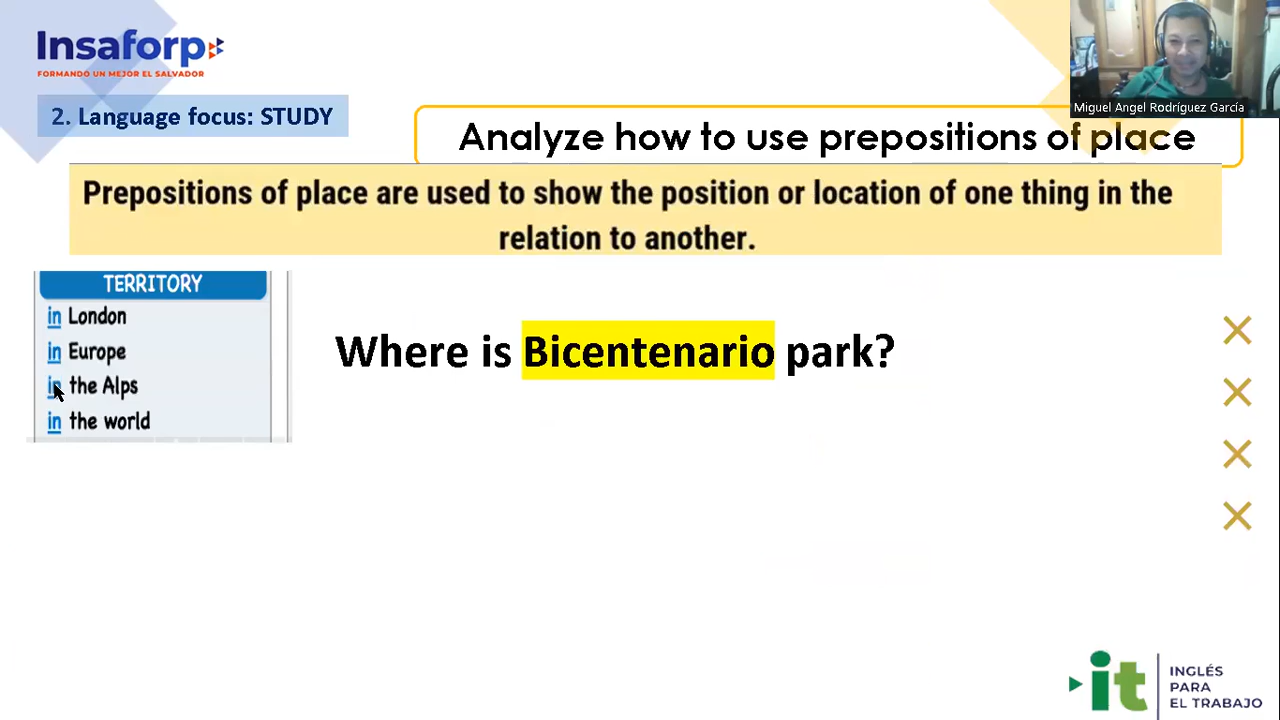 Insaforp
FORMANDO UN MEJOR EL SALVADOR
Miguel Angel Rodríguez García
2. Language focus: STUDY
Analyze how to use prepositions of place
Prepositions of place are used to show the position or location of one thing in the
relation to another.
TERRITORY
in London
in Europe
in the Alps
in the world
Where is Bicentenario park?
it
INGLÉS
PARA
EL TRABAJO